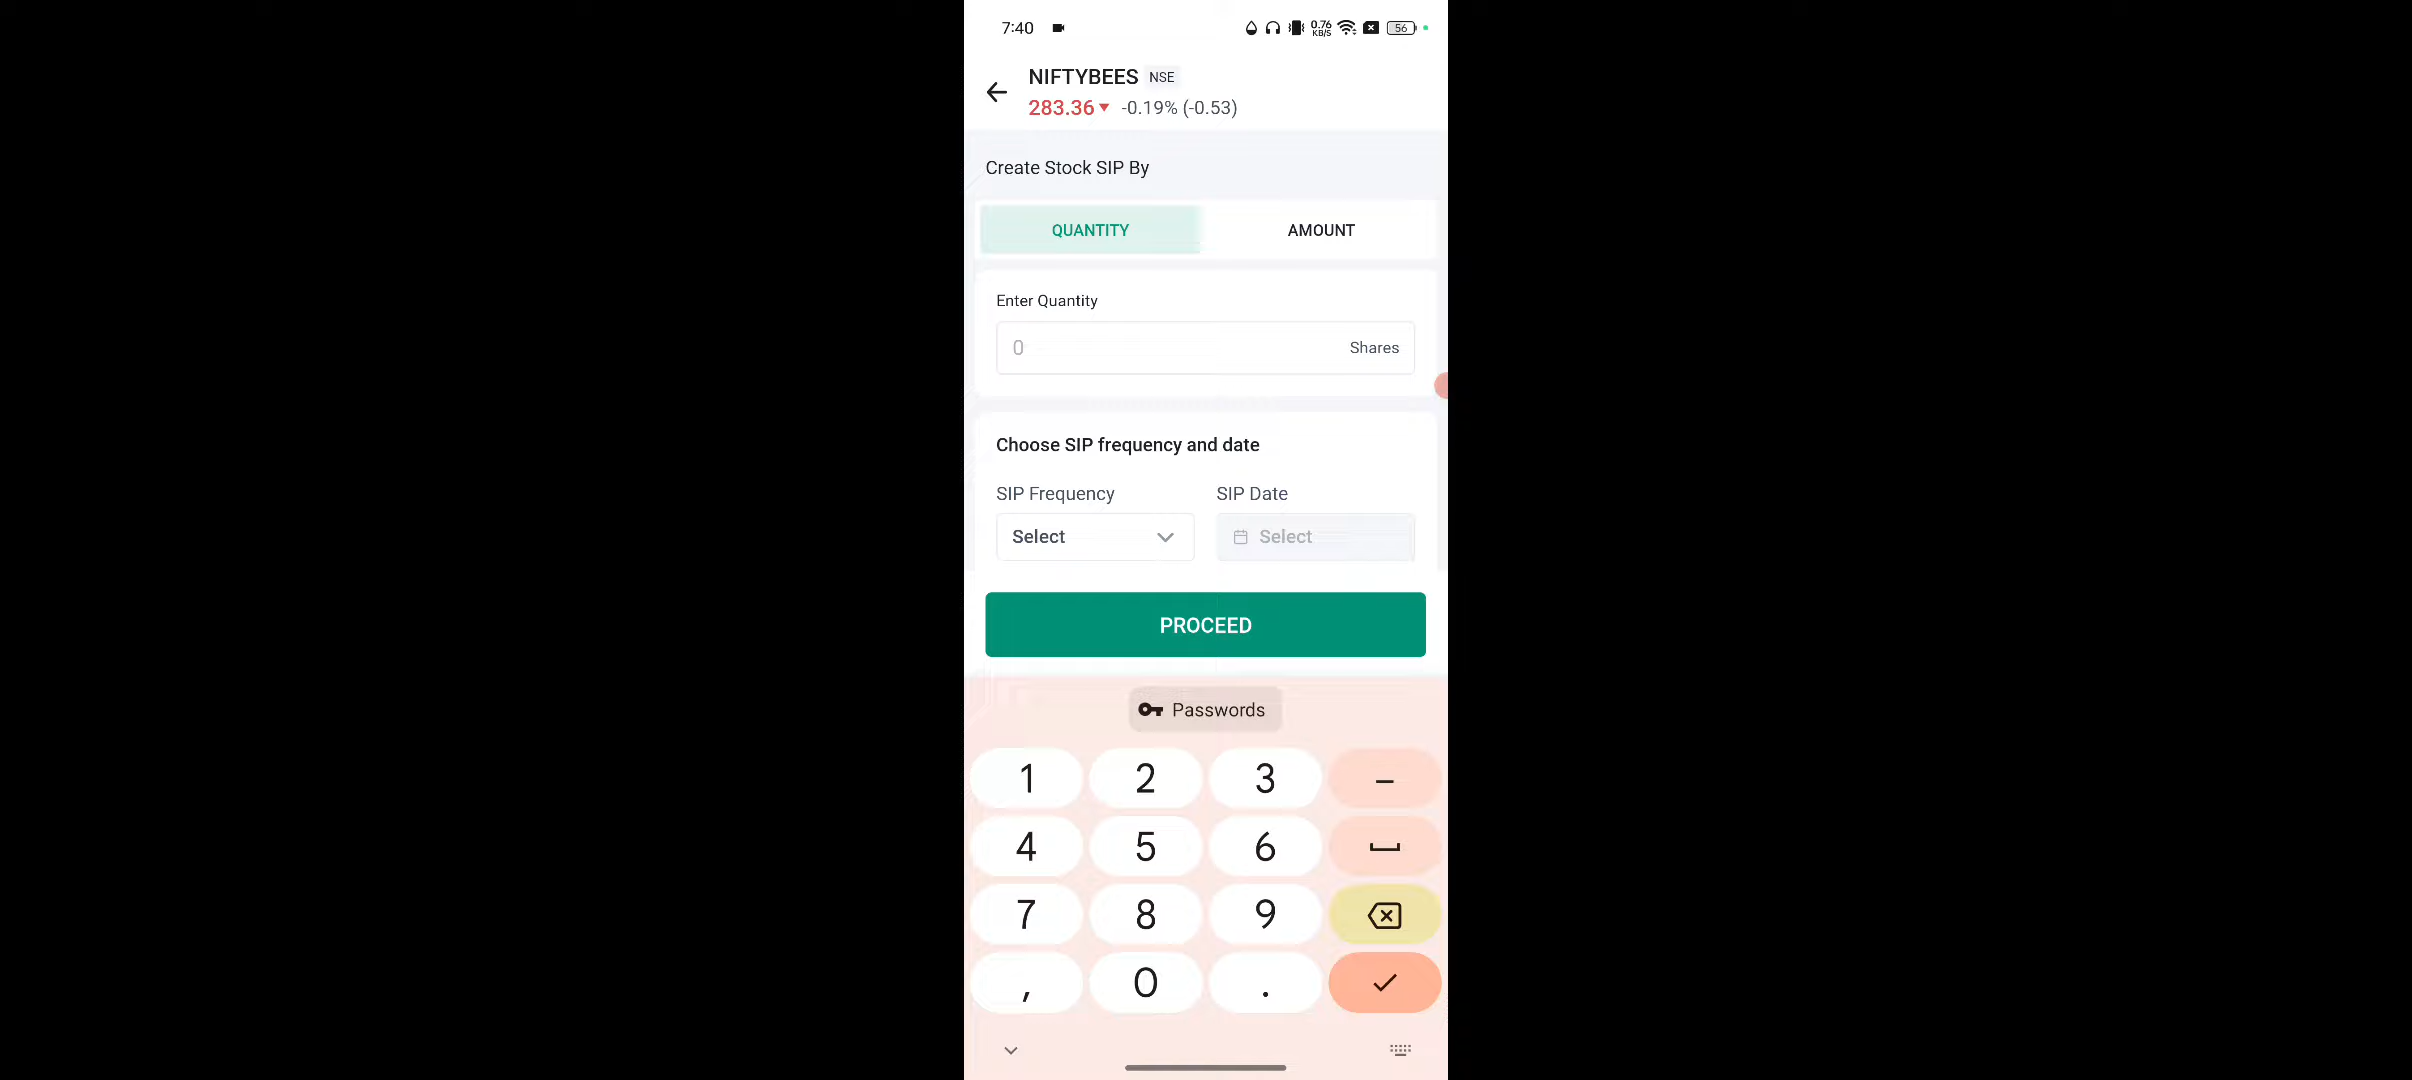 7:40 0.76 KB/S 56
NIFTYBEES NSE
283.36 -0.19% (-0.53)
Create Stock SIP By
QUANTITY AMOUNT
Enter Quantity
0 Shares
Choose SIP frequency and date
SIP Frequency SIP Date
Select Select
PROCEED
Passwords
1 2 3 –
4 5 6
7 8 9
, 0 .